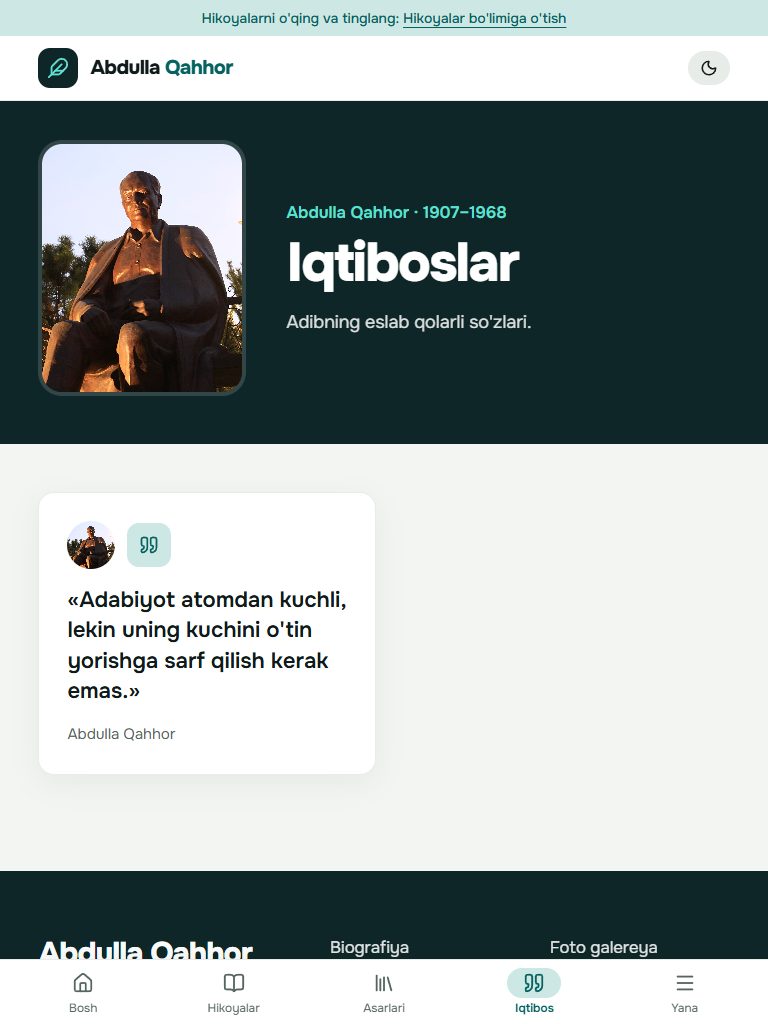 Hikoyalarni o'qing va tinglang: Hikoyalar bo'limiga o'tish
Abdulla Qahhor
Abdulla Qahhor · 1907–1968
Iqtiboslar
Adibning eslab qolarli so'zlari.
«Adabiyot atomdan kuchli,
lekin uning kuchini o'tin
yorishga sarf qilish kerak
emas.»
Abdulla Qahhor
Abdulla Qahhor
Biografiya
Foto galereya
Bosh
Hikoyalar
Asarlari
Iqtibos
Yana